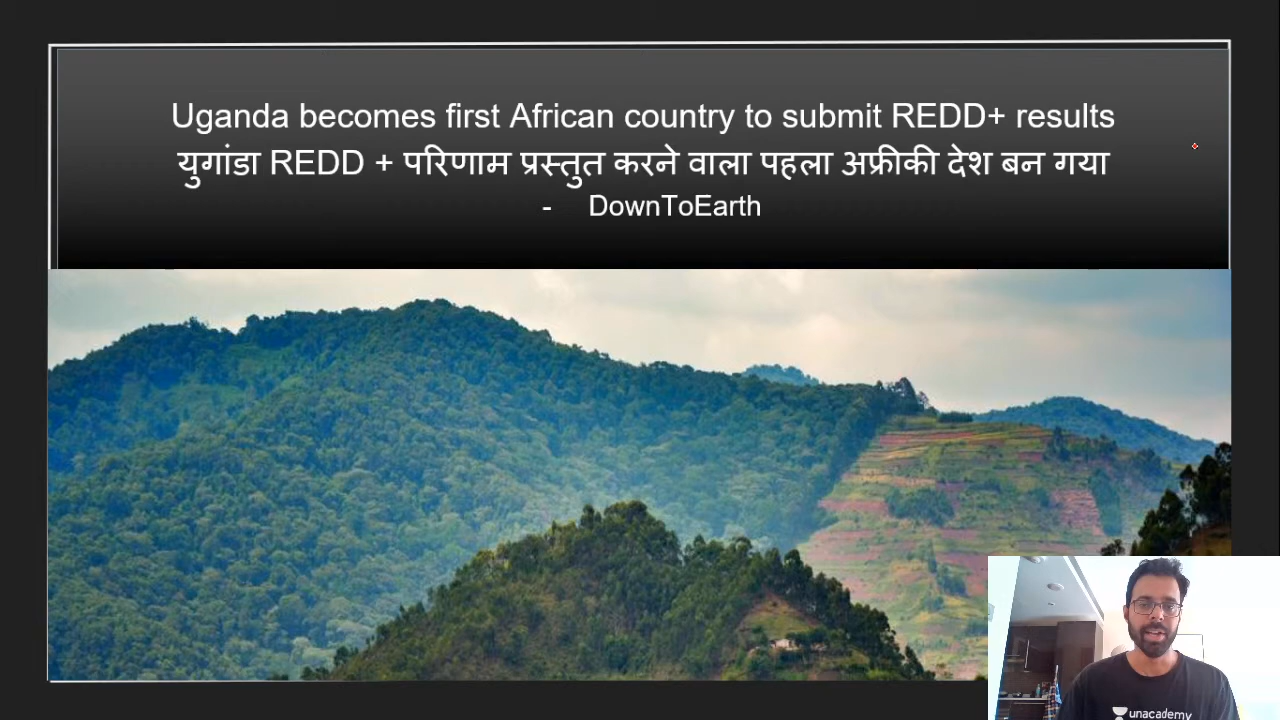 Uganda becomes first African country to submit REDD+ results
युगांडा REDD + परिणाम प्रस्तुत करने वाला पहला अफ्रीकी देश बन गया
- DownToEarth
unacademy